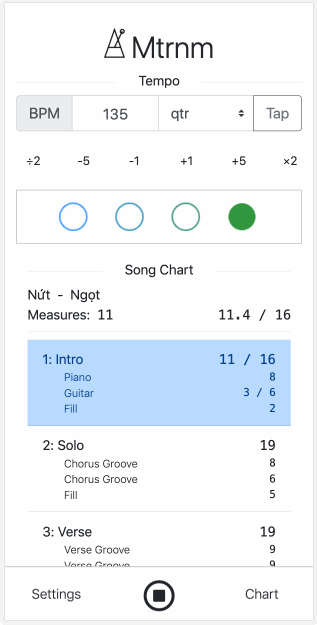 Mtrnm
Tempo
BPM 135 qtr Tap
÷2 -5 -1 +1 +5 ×2
Song Chart
Nứt - Ngọt
Measures: 11 11.4 / 16
1: Intro 11 / 16
Piano 8
Guitar 3 / 6
Fill 2
2: Solo 19
Chorus Groove 8
Chorus Groove 6
Fill 5
3: Verse 19
Verse Groove 9
Verse Groove 9
Settings Chart